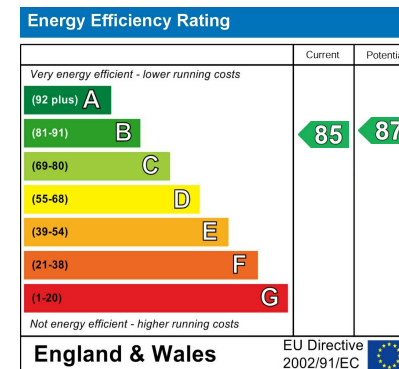 Energy Efficiency Rating
Current Potentia
Very energy efficient - lower running costs
(92 plus) A
(81-91) B
85 87
(69-80) C
(55-68) D
(39-54) E
(21-38) F
(1-20) G
Not energy efficient - higher running costs
England & Wales
EU Directive
2002/91/EC